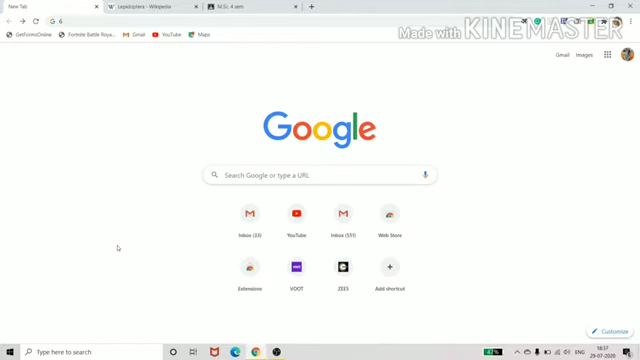 New Tab
Lepidoptera - Wikipedia
M.Sc. 4 sem
6
Made with KINEMASTER
GetFormsOnline
Fortnite Battle Roya...
Gmail
YouTube
Maps
Gmail
Images
Google
Search Google or type a URL
Inbox (33)
YouTube
Web Store
Extensions
VOOT
ZEE5
Add shortcut
Customize
Type here to search
47%
ENG
18:37
29-07-2020